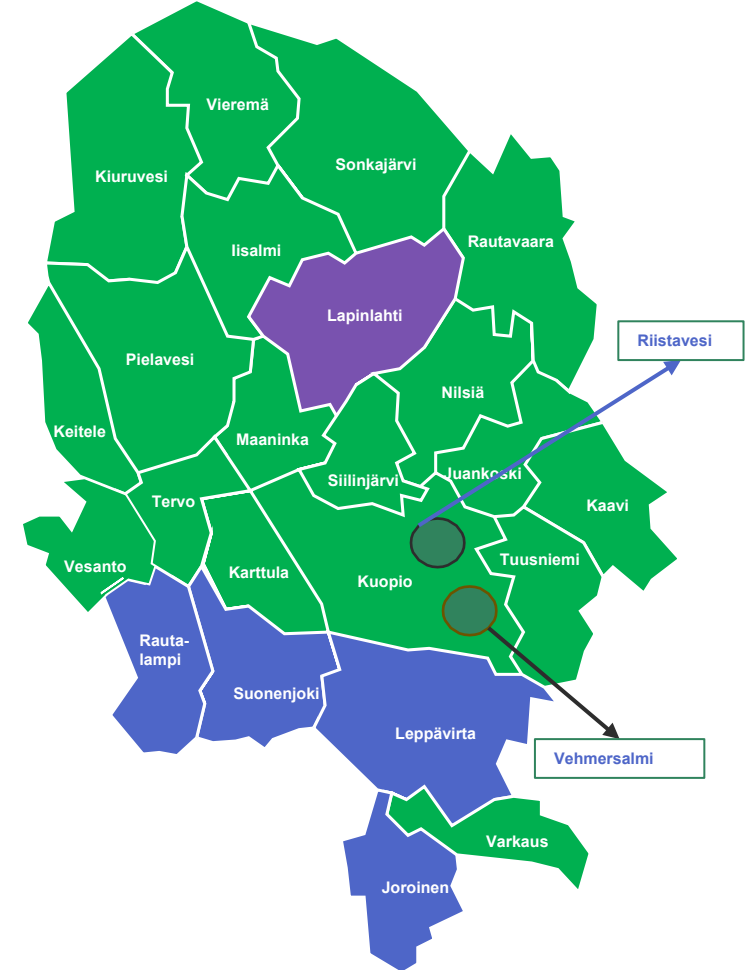 Vieremä
Sonkajärvi
Kiuruvesi
Rautavaara
Iisalmi
Lapinlahti
Riistavesi
Pielavesi
Nilsiä
Keitele
Maaninka
Siilinjärvi
Juankoski
Tervo
Kaavi
Vesanto
Karttula
Kuopio
Tuusniemi
Rauta-
lampi
Suonenjoki
Leppävirta
Vehmersalmi
Varkaus
Joroinen